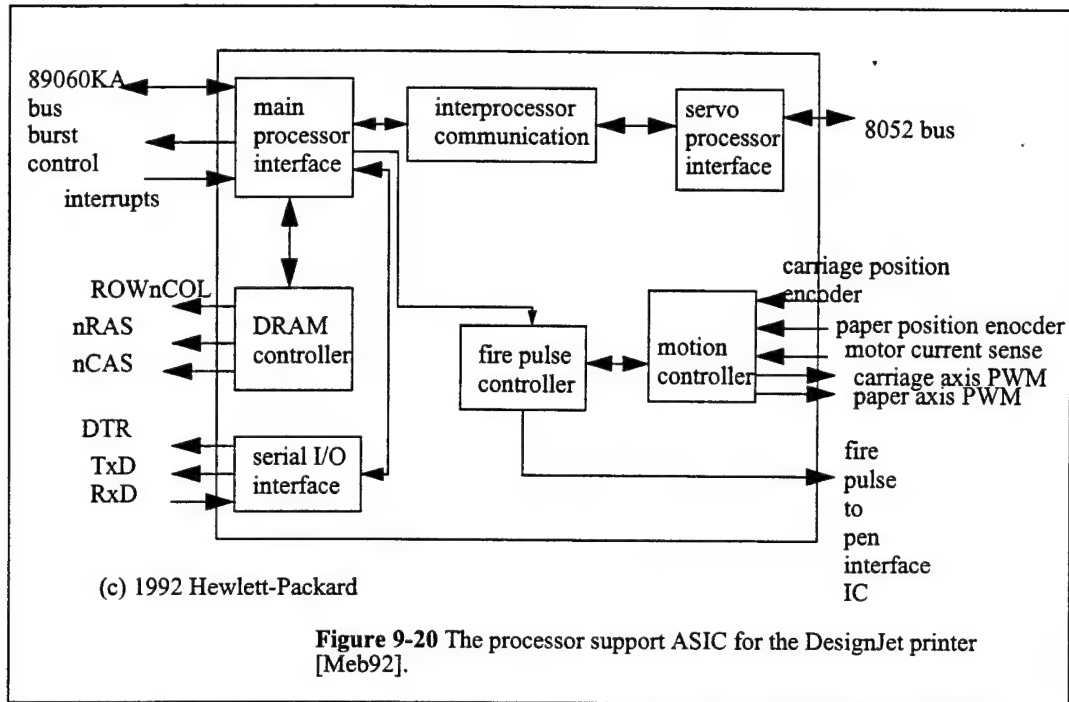 89060KA
bus
burst
control
interrupts
main
processor
interface
interprocessor
communication
servo
processor
interface
8052 bus
ROWnCOL
nRAS
nCAS
DRAM
controller
fire pulse
controller
motion
controller
carriage position
encoder
paper position enocder
motor current sense
carriage axis PWM
paper axis PWM
DTR
TxD
RxD
serial I/O
interface
fire
pulse
to
pen
interface
IC
(c) 1992 Hewlett-Packard
Figure 9-20 The processor support ASIC for the DesignJet printer
[Meb92].